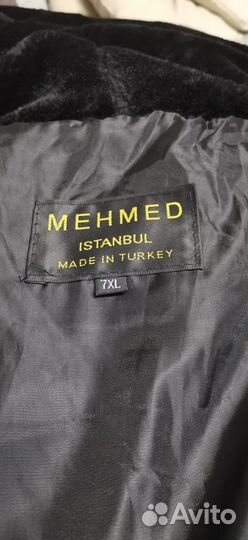 MEHMED
ISTANBUL
MADE IN TURKEY
7XL
Avito